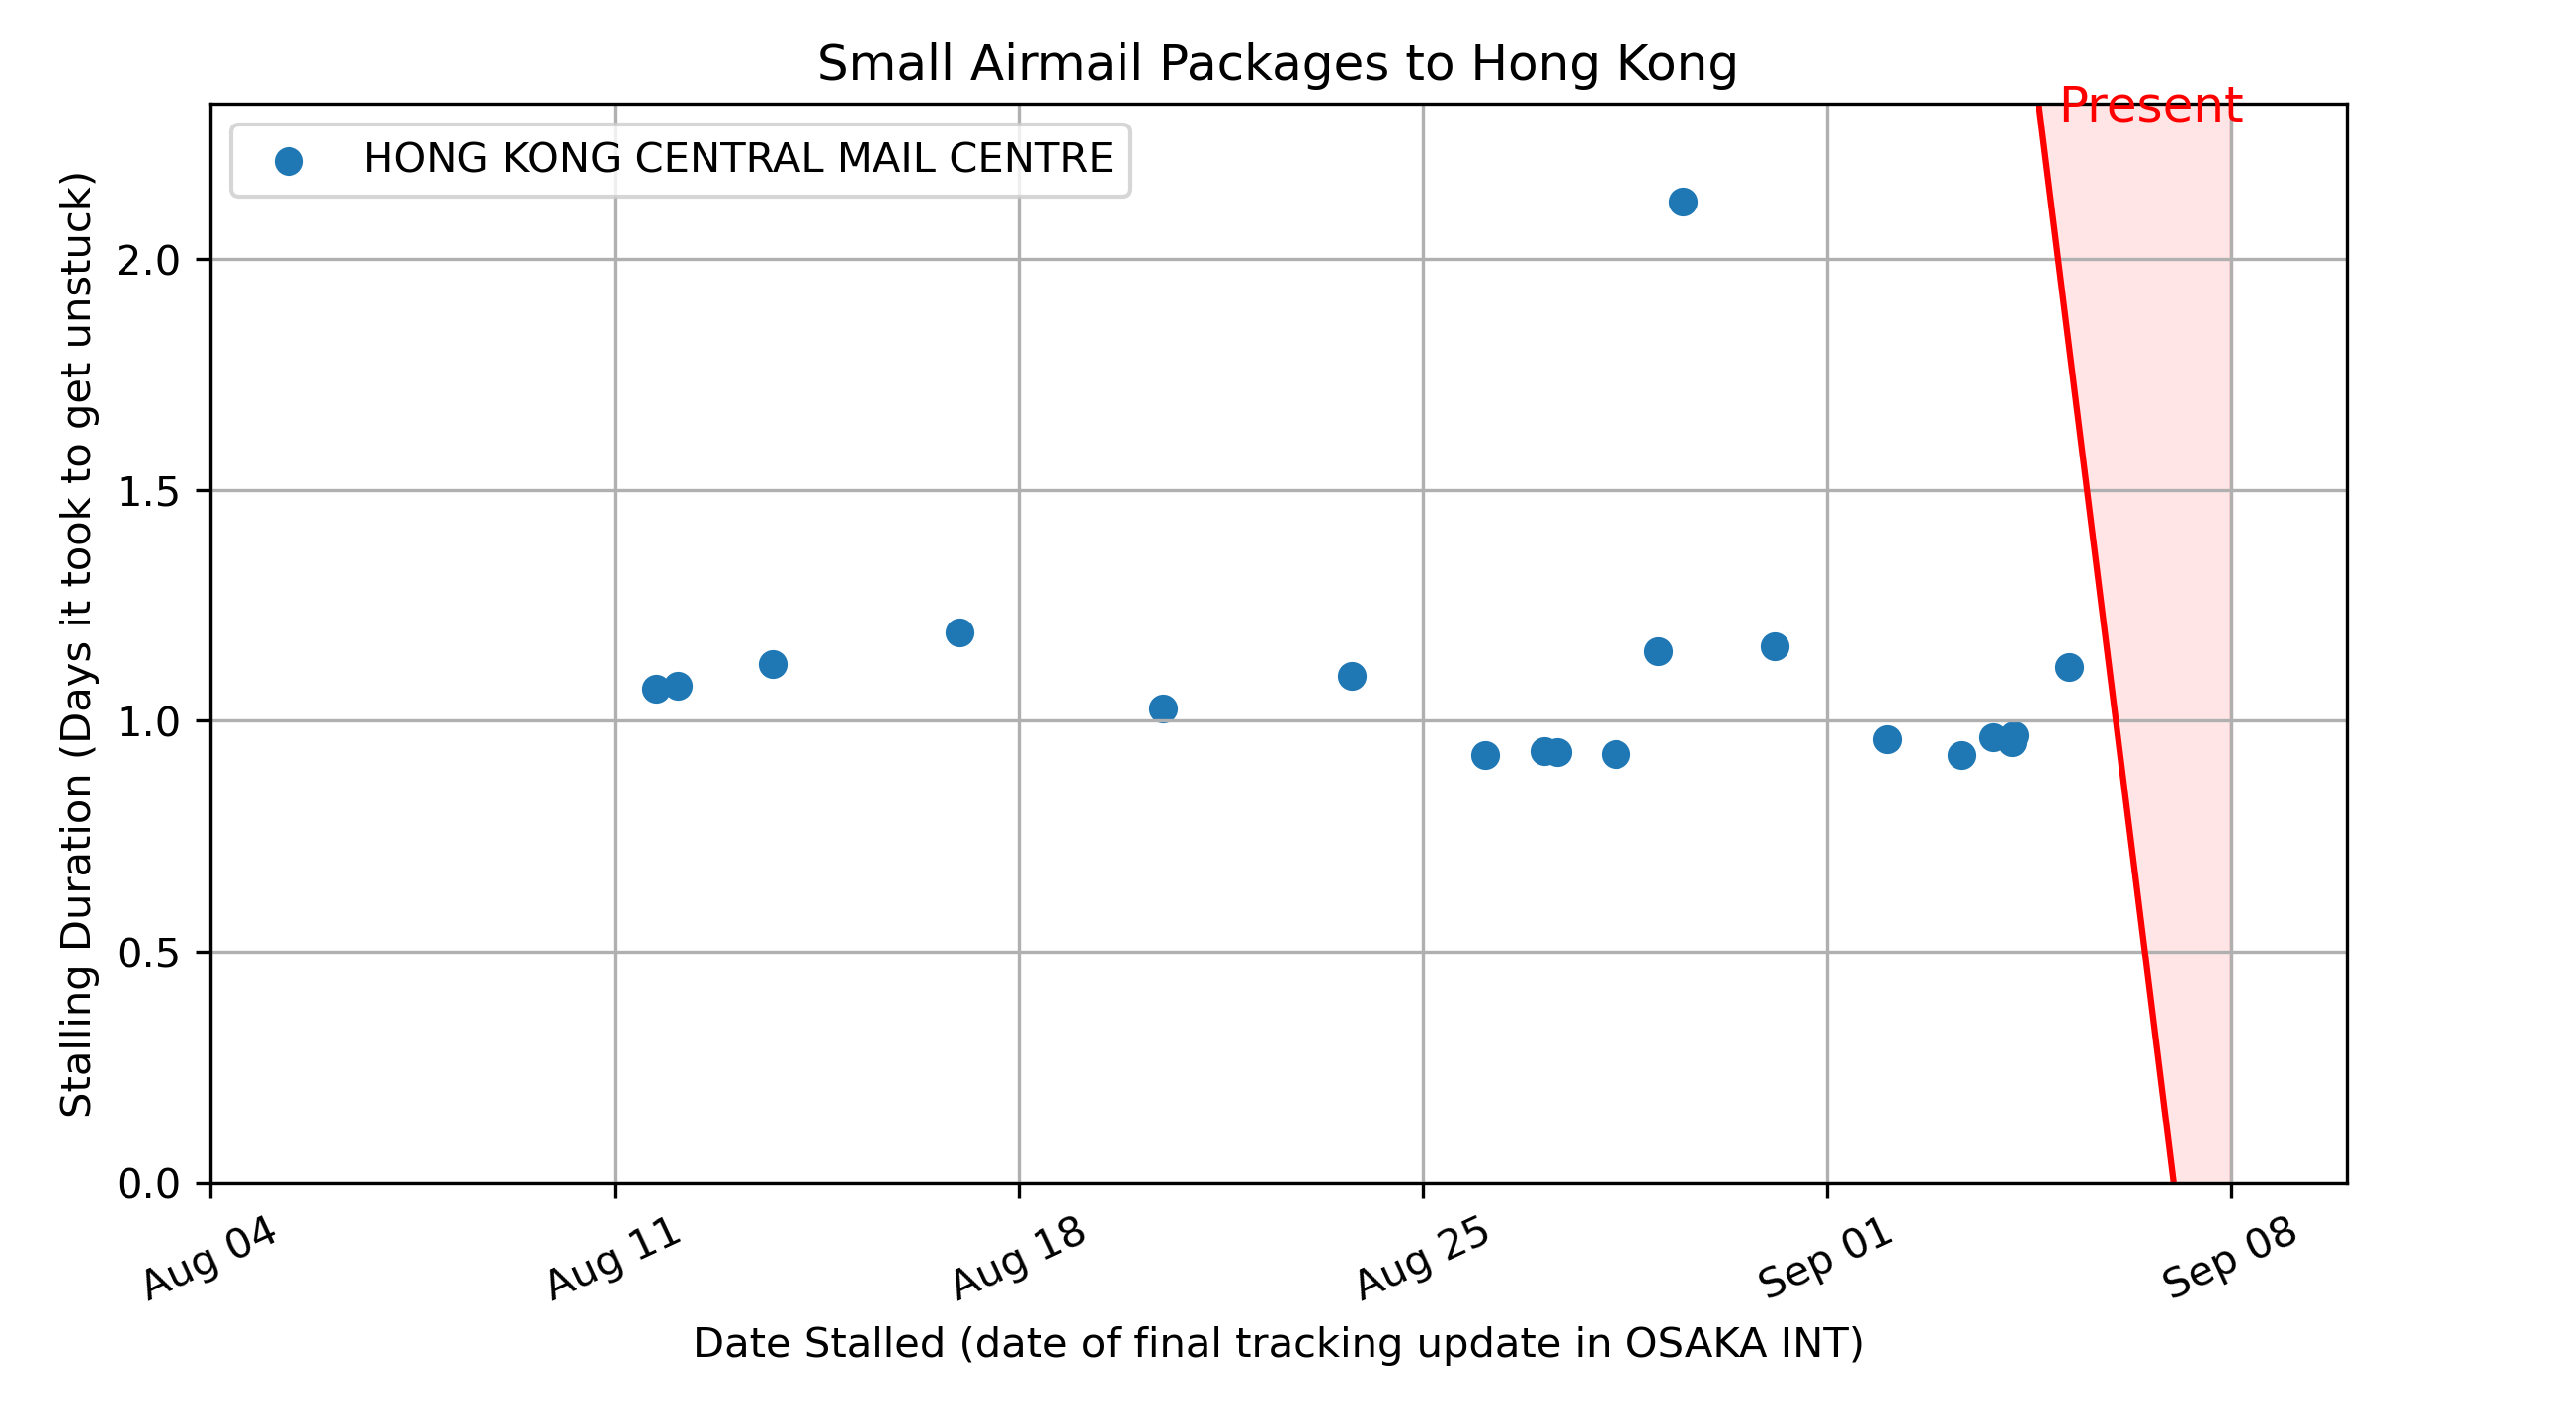 Small Airmail Packages to Hong Kong
Present
HONG KONG CENTRAL MAIL CENTRE
Stalling Duration (Days it took to get unstuck)
2.0
1.5
1.0
0.5
0.0
Aug 04
Aug 11
Aug 18
Aug 25
Sep 01
Sep 08
Date Stalled (date of final tracking update in OSAKA INT)